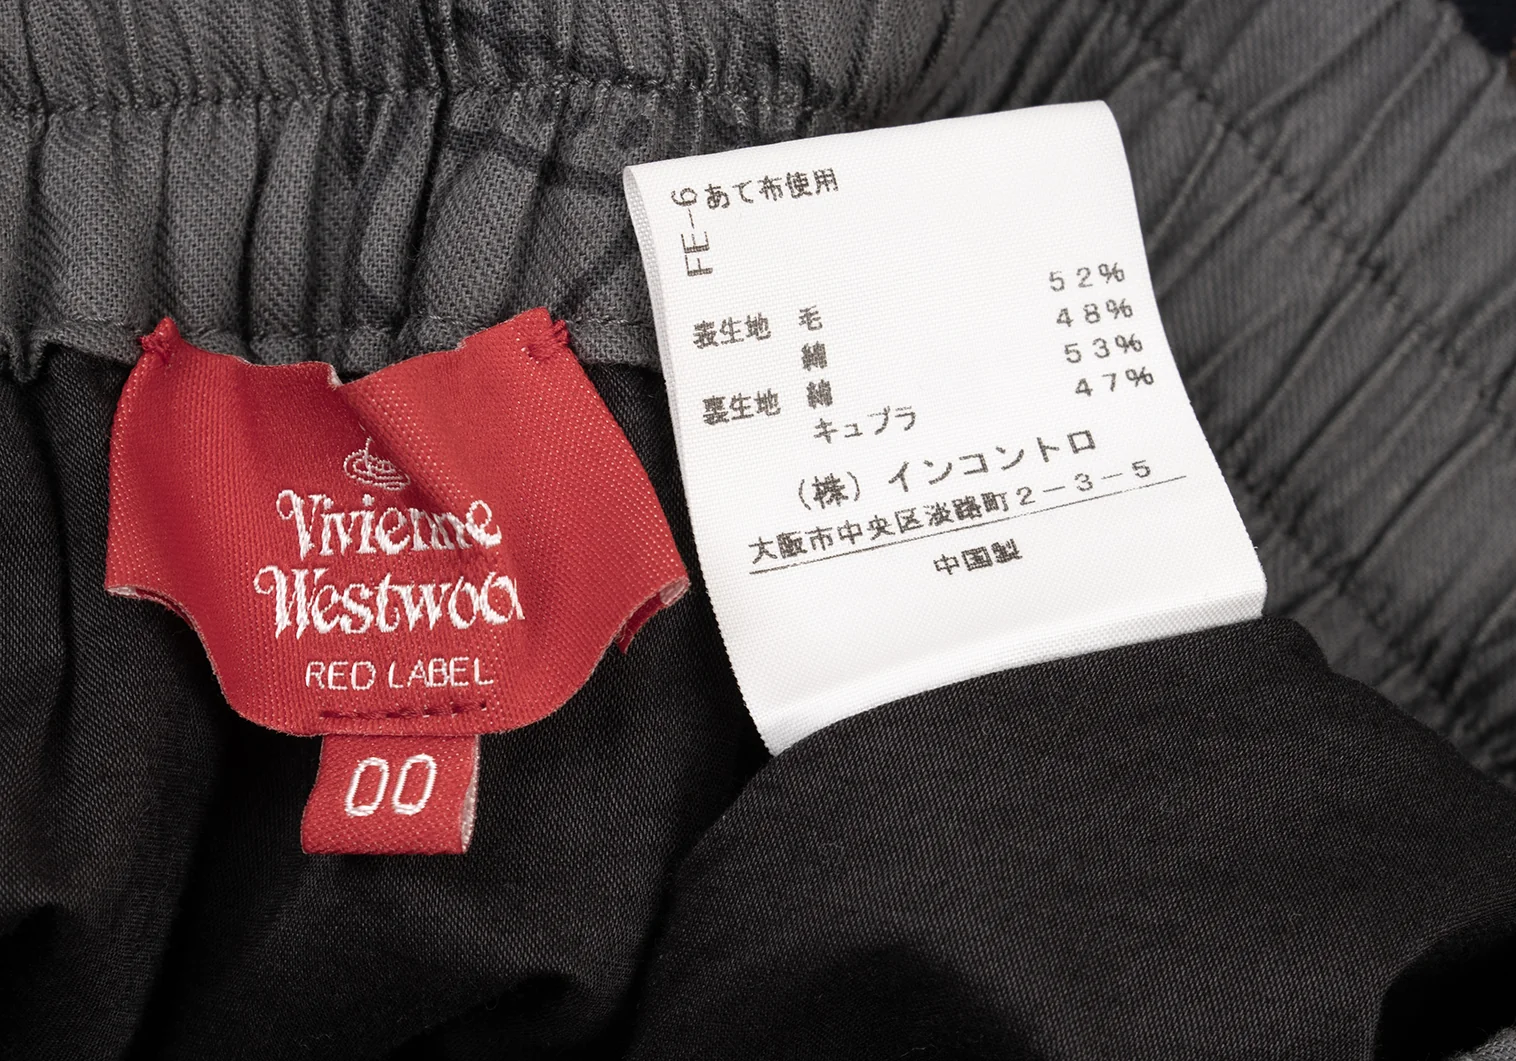 Vivienne
Westwood
RED LABEL
00
FE-6
あて布使用
52%
表生地 毛 48%
綿 53%
裏生地 綿 47%
キュプラ
(株) インコントロ
大阪市中央区淡路町2-3-5
中国製